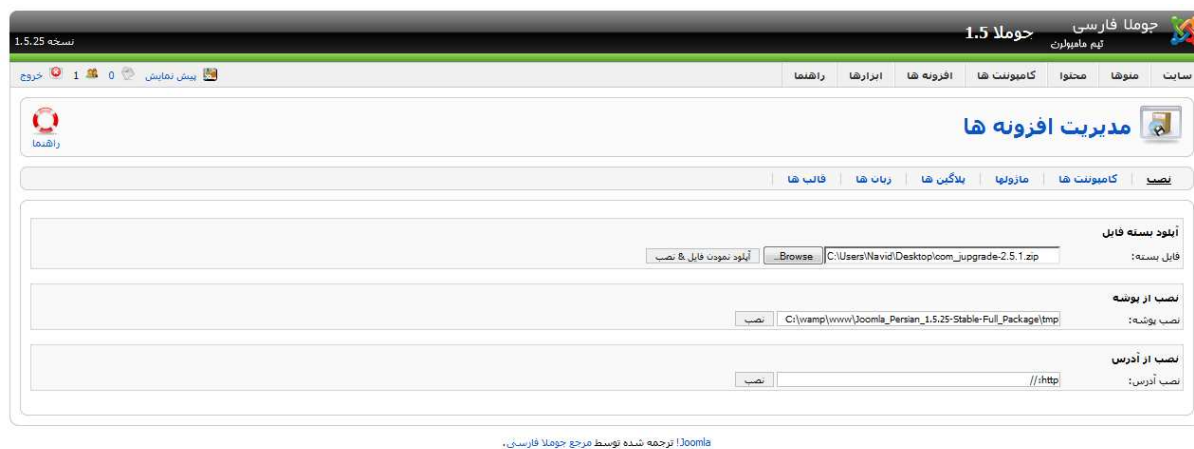 جوملا فارسی
تیم مامبولرن
جوملا 1.5
نسخه 1.5.25
سایت منوها محتوا کامپوننت ها افزونه ها ابزارها راهنما
پیش نمایش 0 1 خروج
مدیریت افزونه ها
راهنما
نصب کامپوننت ها ماژولها پلاگین ها زبان ها قالب ها
آپلود بسته فایل
فایل بسته: C:\Users\Navid\Desktop\com_jupgrade-2.5.1.zip Browse... آپلود نمودن فایل & نصب
نصب از پوشه
نصب پوشه: C:\wamp\www\Joomla_Persian_1.5.25-Stable-Full_Package\tmp نصب
نصب از آدرس
نصب آدرس: http:// نصب
Joomla! ترجمه شده توسط مرجع جوملا فارسی.